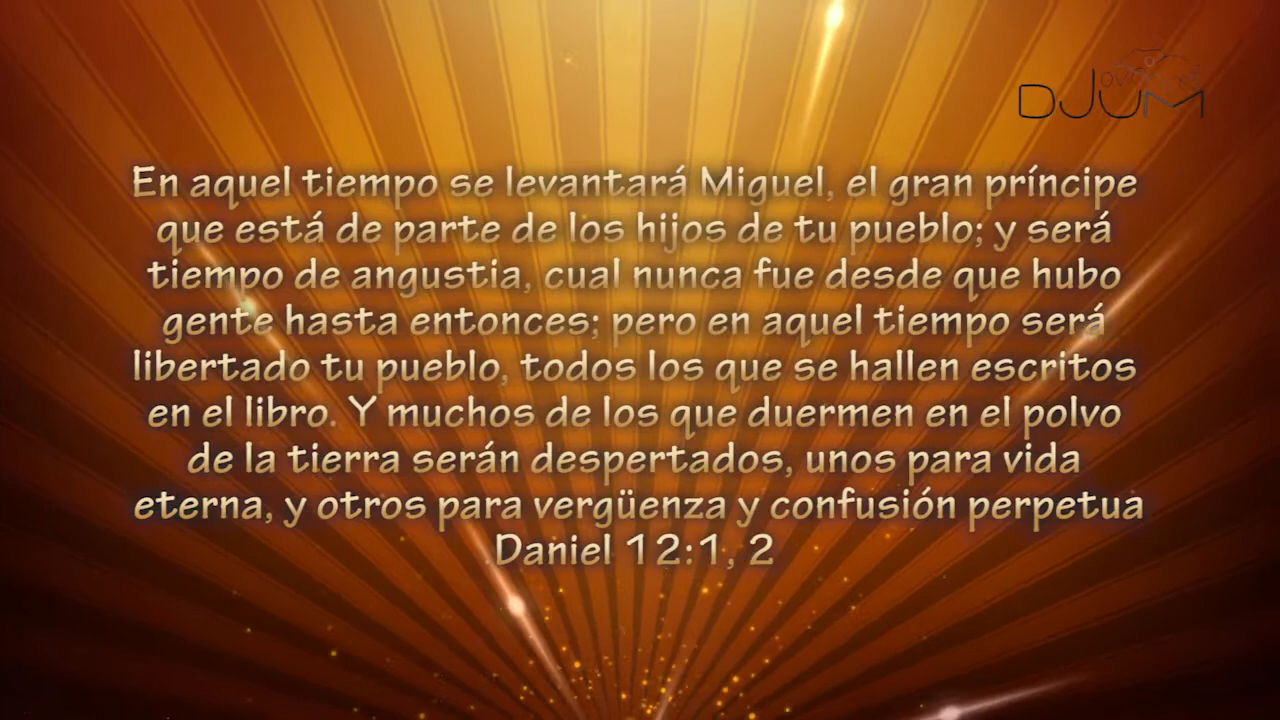 DJUM
En aquel tiempo se levantará Miguel, el gran príncipe
que está de parte de los hijos de tu pueblo; y será
tiempo de angustia, cual nunca fue desde que hubo
gente hasta entonces; pero en aquel tiempo será
libertado tu pueblo, todos los que se hallen escritos
en el libro. Y muchos de los que duermen en el polvo
de la tierra serán despertados, unos para vida
eterna, y otros para vergüenza y confusión perpetua
Daniel 12:1, 2